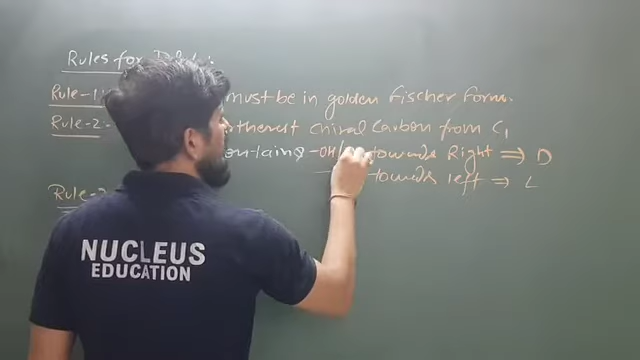 Rules for
Rule-1 must be in golden Fischer Form.
Rule-2- chiral Carbon from C1
-OH towards Right ⇒ D
towards left ⇒ L
Rule-
NUCLEUS
EDUCATION